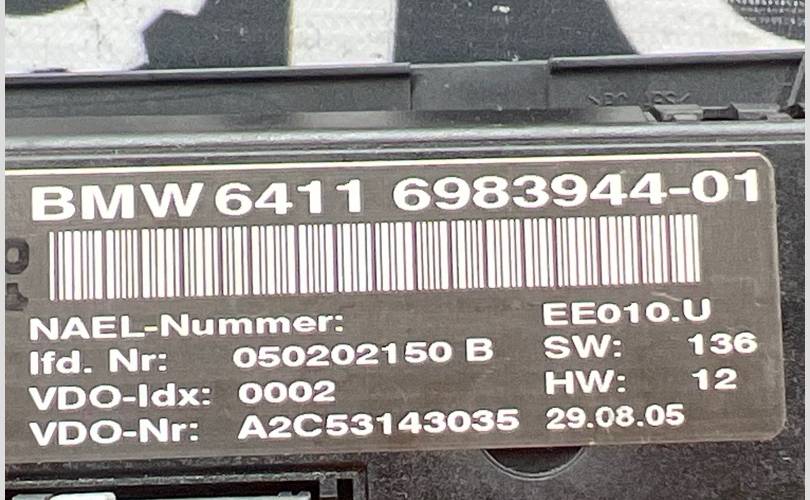 BMW 6411 6983944-01
NAEL-Nummer: EE010.U
lfd. Nr: 050202150 B SW: 136
VDO-Idx: 0002 HW: 12
VDO-Nr: A2C53143035 29.08.05